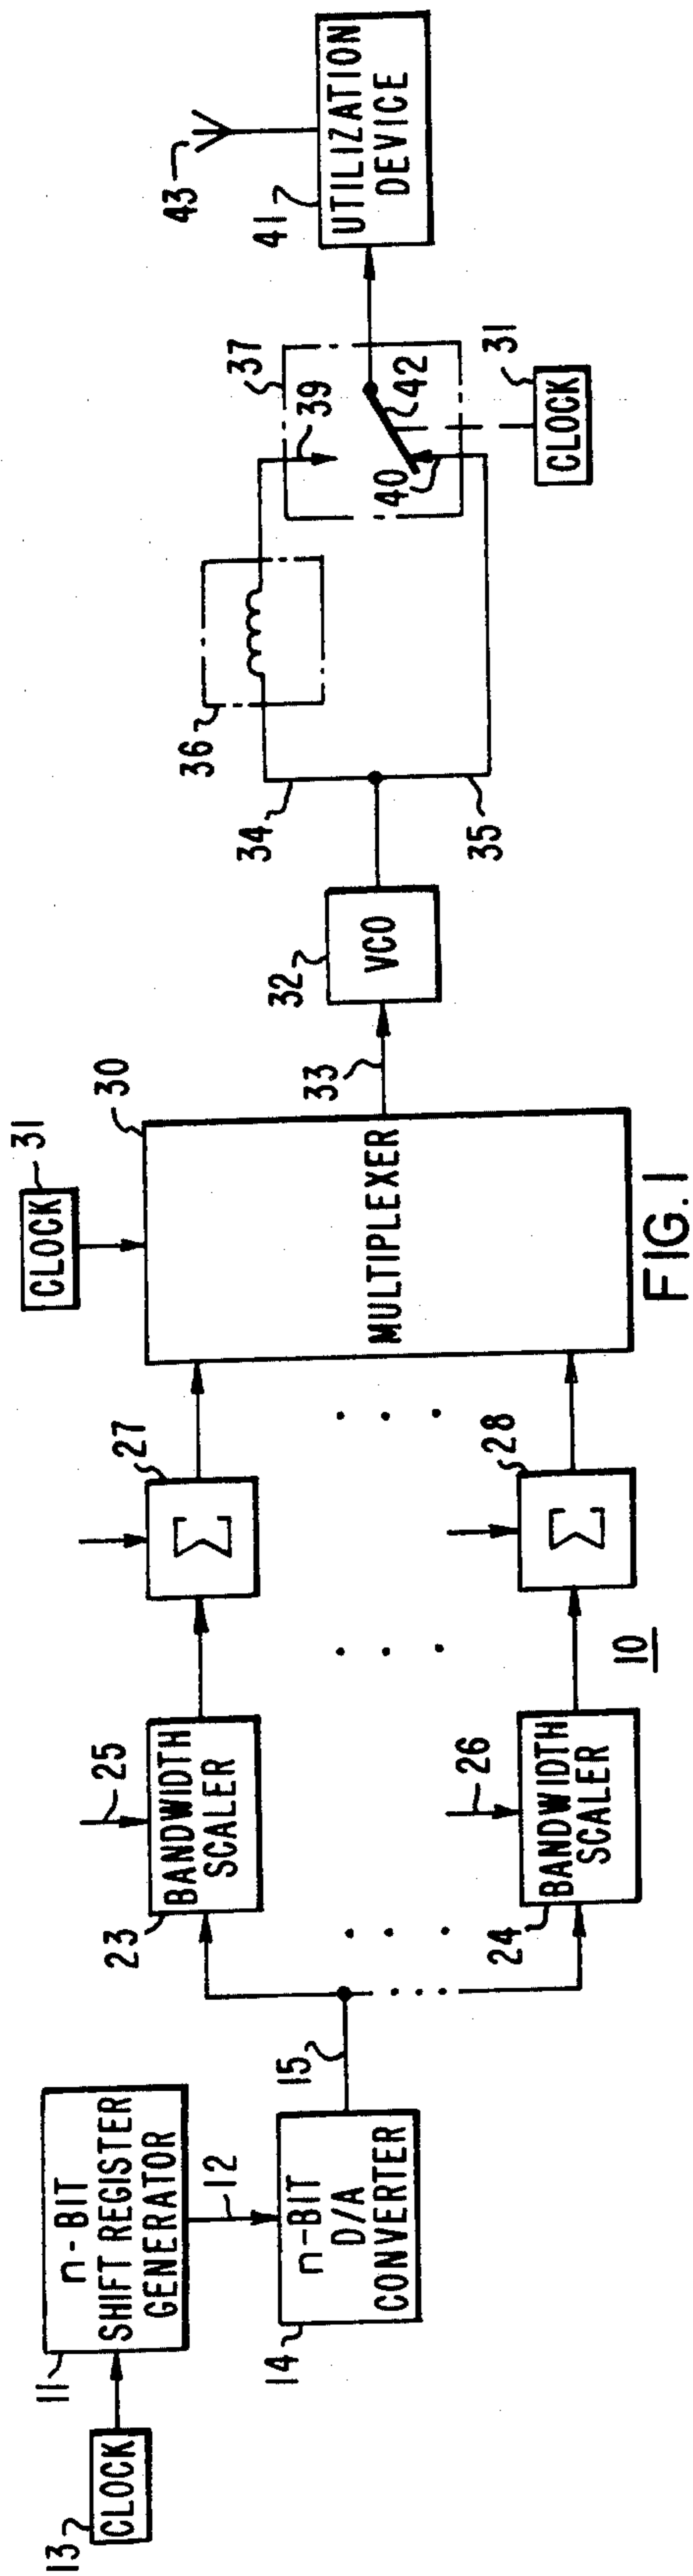 13
CLOCK
11
n-BIT
SHIFT REGISTER
GENERATOR
12
14
n-BIT
D/A
CONVERTER
15
23
BANDWIDTH
SCALER
25
24
BANDWIDTH
SCALER
26
10
27
Σ
28
Σ
CLOCK
31
30
MULTIPLEXER
FIG. 1
33
32
VCO
34
35
36
37
39
40
42
CLOCK
31
41
UTILIZATION
DEVICE
43